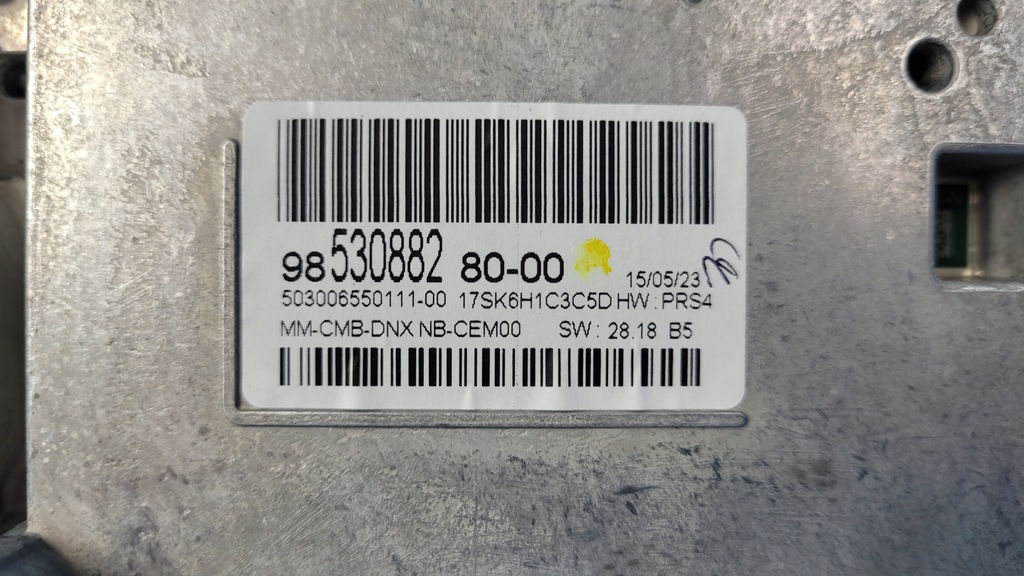 98 530882 80-00 15/05/23
503006550111-00 17SK6H1C3C5D HW : PRS4
MM-CMB-DNX NB-CEM00 SW : 28.18 B5